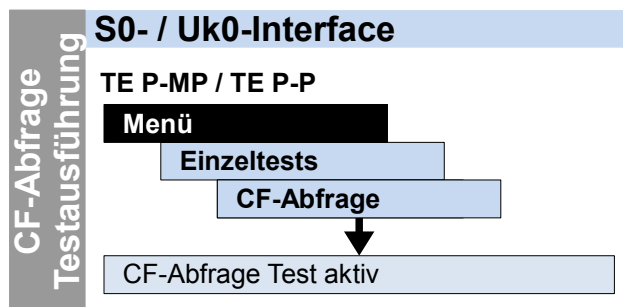 CF-Abfrage
Testausführung
S0- / Uk0-Interface
TE P-MP / TE P-P
Menü
Einzeltests
CF-Abfrage
CF-Abfrage Test aktiv